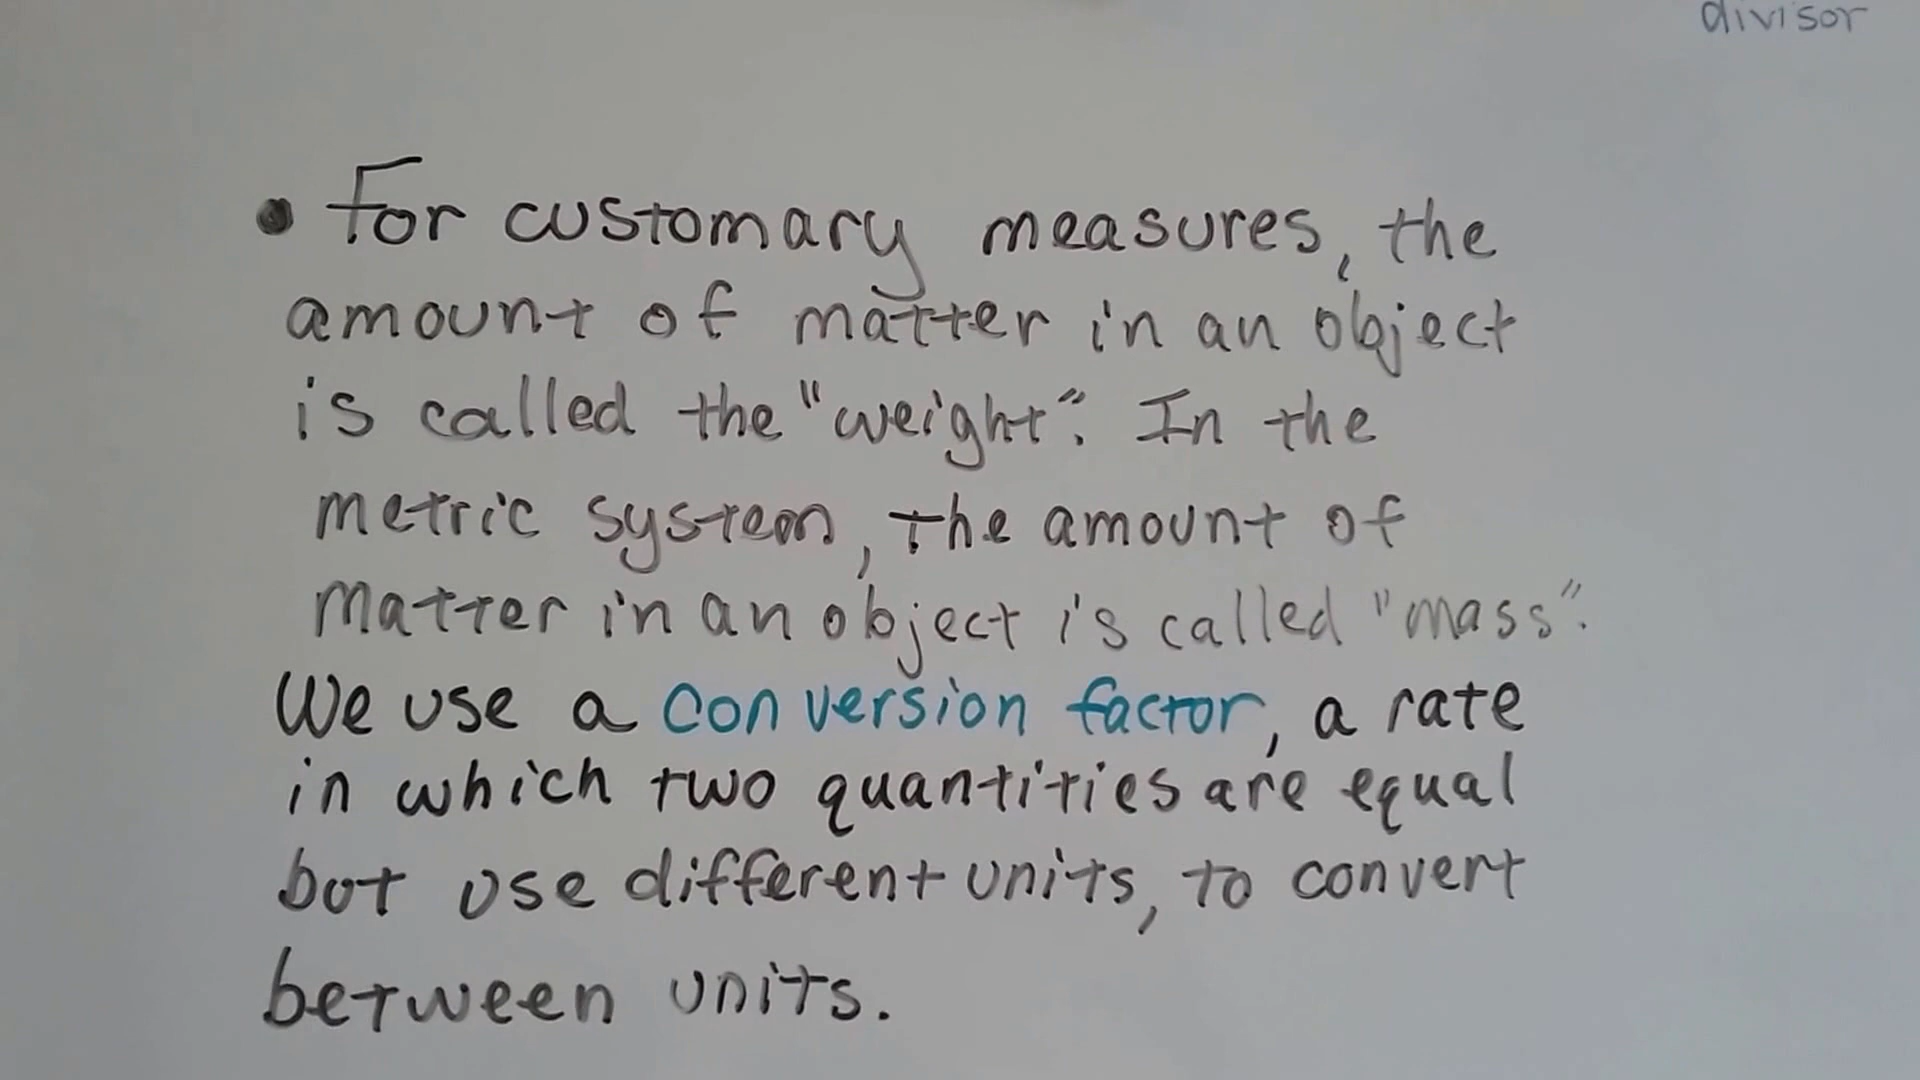 divisor
• For customary measures, the
amount of matter in an object
is called the "weight". In the
metric system, the amount of
matter in an object is called "mass".
We use a conversion factor, a rate
in which two quantities are equal
but use different units, to convert
between units.